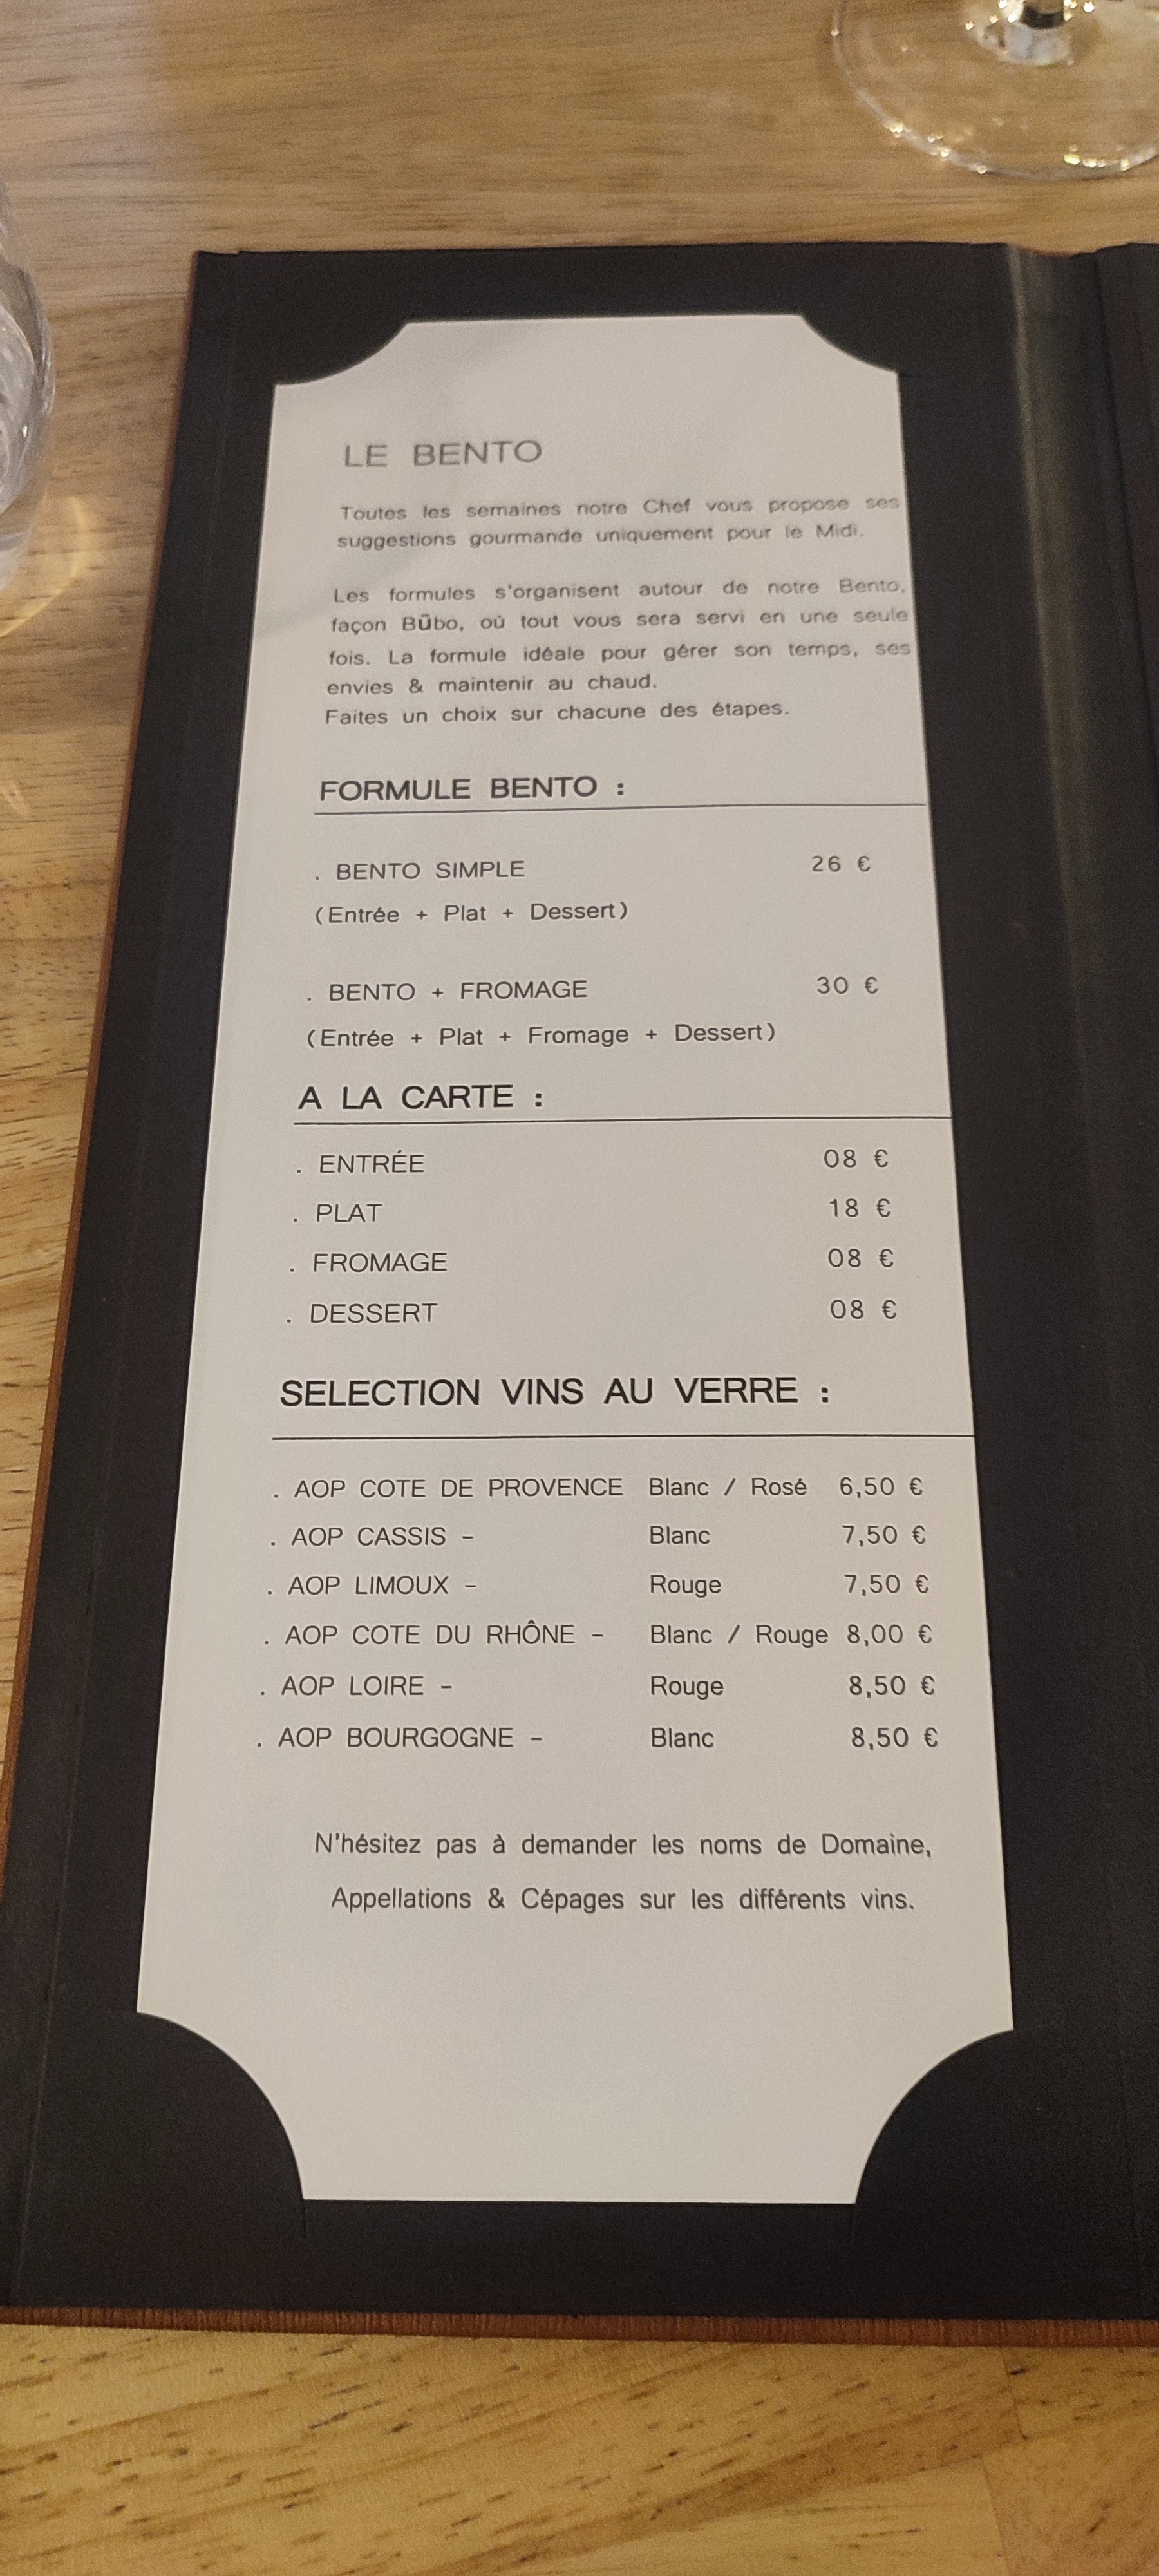 LE BENTO
Toutes les semaines notre Chef vous propose ses
suggestions gourmande uniquement pour le Midi.
Les formules s'organisent autour de notre Bento,
façon Būbo, où tout vous sera servi en une seule
fois. La formule idéale pour gérer son temps, ses
envies & maintenir au chaud.
Faites un choix sur chacune des étapes.
FORMULE BENTO :
. BENTO SIMPLE 26 €
(Entrée + Plat + Dessert)
. BENTO + FROMAGE 30 €
(Entrée + Plat + Fromage + Dessert)
A LA CARTE :
. ENTRÉE 08 €
. PLAT 18 €
. FROMAGE 08 €
. DESSERT 08 €
SELECTION VINS AU VERRE :
. AOP COTE DE PROVENCE Blanc / Rosé 6,50 €
. AOP CASSIS - Blanc 7,50 €
. AOP LIMOUX - Rouge 7,50 €
. AOP COTE DU RHÔNE - Blanc / Rouge 8,00 €
. AOP LOIRE - Rouge 8,50 €
. AOP BOURGOGNE - Blanc 8,50 €
N'hésitez pas à demander les noms de Domaine,
Appellations & Cépages sur les différents vins.